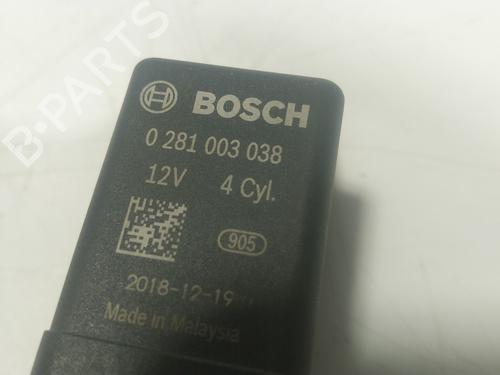 B-PARTS
BOSCH
0 281 003 038
12V 4 Cyl.
905
2018-12-19
Made in Malaysia